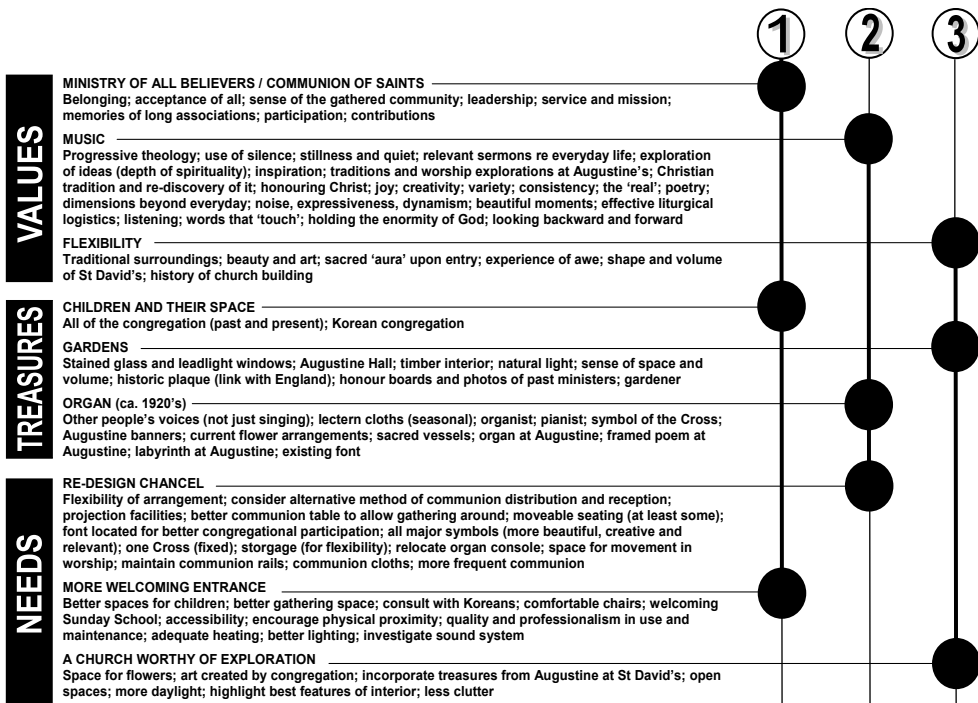 1 2 3
VALUES
MINISTRY OF ALL BELIEVERS / COMMUNION OF SAINTS
Belonging; acceptance of all; sense of the gathered community; leadership; service and mission;
memories of long associations; participation; contributions
MUSIC
Progressive theology; use of silence; stillness and quiet; relevant sermons re everyday life; exploration
of ideas (depth of spirituality); inspiration; traditions and worship explorations at Augustine's; Christian
tradition and re-discovery of it; honouring Christ; joy; creativity; variety; consistency; the ‘real’; poetry;
dimensions beyond everyday; noise, expressiveness, dynamism; beautiful moments; effective liturgical
logistics; listening; words that ‘touch’; holding the enormity of God; looking backward and forward
FLEXIBILITY
Traditional surroundings; beauty and art; sacred ‘aura’ upon entry; experience of awe; shape and volume
of St David’s; history of church building
TREASURES
CHILDREN AND THEIR SPACE
All of the congregation (past and present); Korean congregation
GARDENS
Stained glass and leadlight windows; Augustine Hall; timber interior; natural light; sense of space and
volume; historic plaque (link with England); honour boards and photos of past ministers; gardener
ORGAN (ca. 1920’s)
Other people’s voices (not just singing); lectern cloths (seasonal); organist; pianist; symbol of the Cross;
Augustine banners; current flower arrangements; sacred vessels; organ at Augustine; framed poem at
Augustine; labyrinth at Augustine; existing font
NEEDS
RE-DESIGN CHANCEL
Flexibility of arrangement; consider alternative method of communion distribution and reception;
projection facilities; better communion table to allow gathering around; moveable seating (at least some);
font located for better congregational participation; all major symbols (more beautiful, creative and
relevant); one Cross (fixed); storgage (for flexibility); relocate organ console; space for movement in
worship; maintain communion rails; communion cloths; more frequent communion
MORE WELCOMING ENTRANCE
Better spaces for children; better gathering space; consult with Koreans; comfortable chairs; welcoming
Sunday School; accessibility; encourage physical proximity; quality and professionalism in use and
maintenance; adequate heating; better lighting; investigate sound system
A CHURCH WORTHY OF EXPLORATION
Space for flowers; art created by congregation; incorporate treasures from Augustine at St David’s; open
spaces; more daylight; highlight best features of interior; less clutter